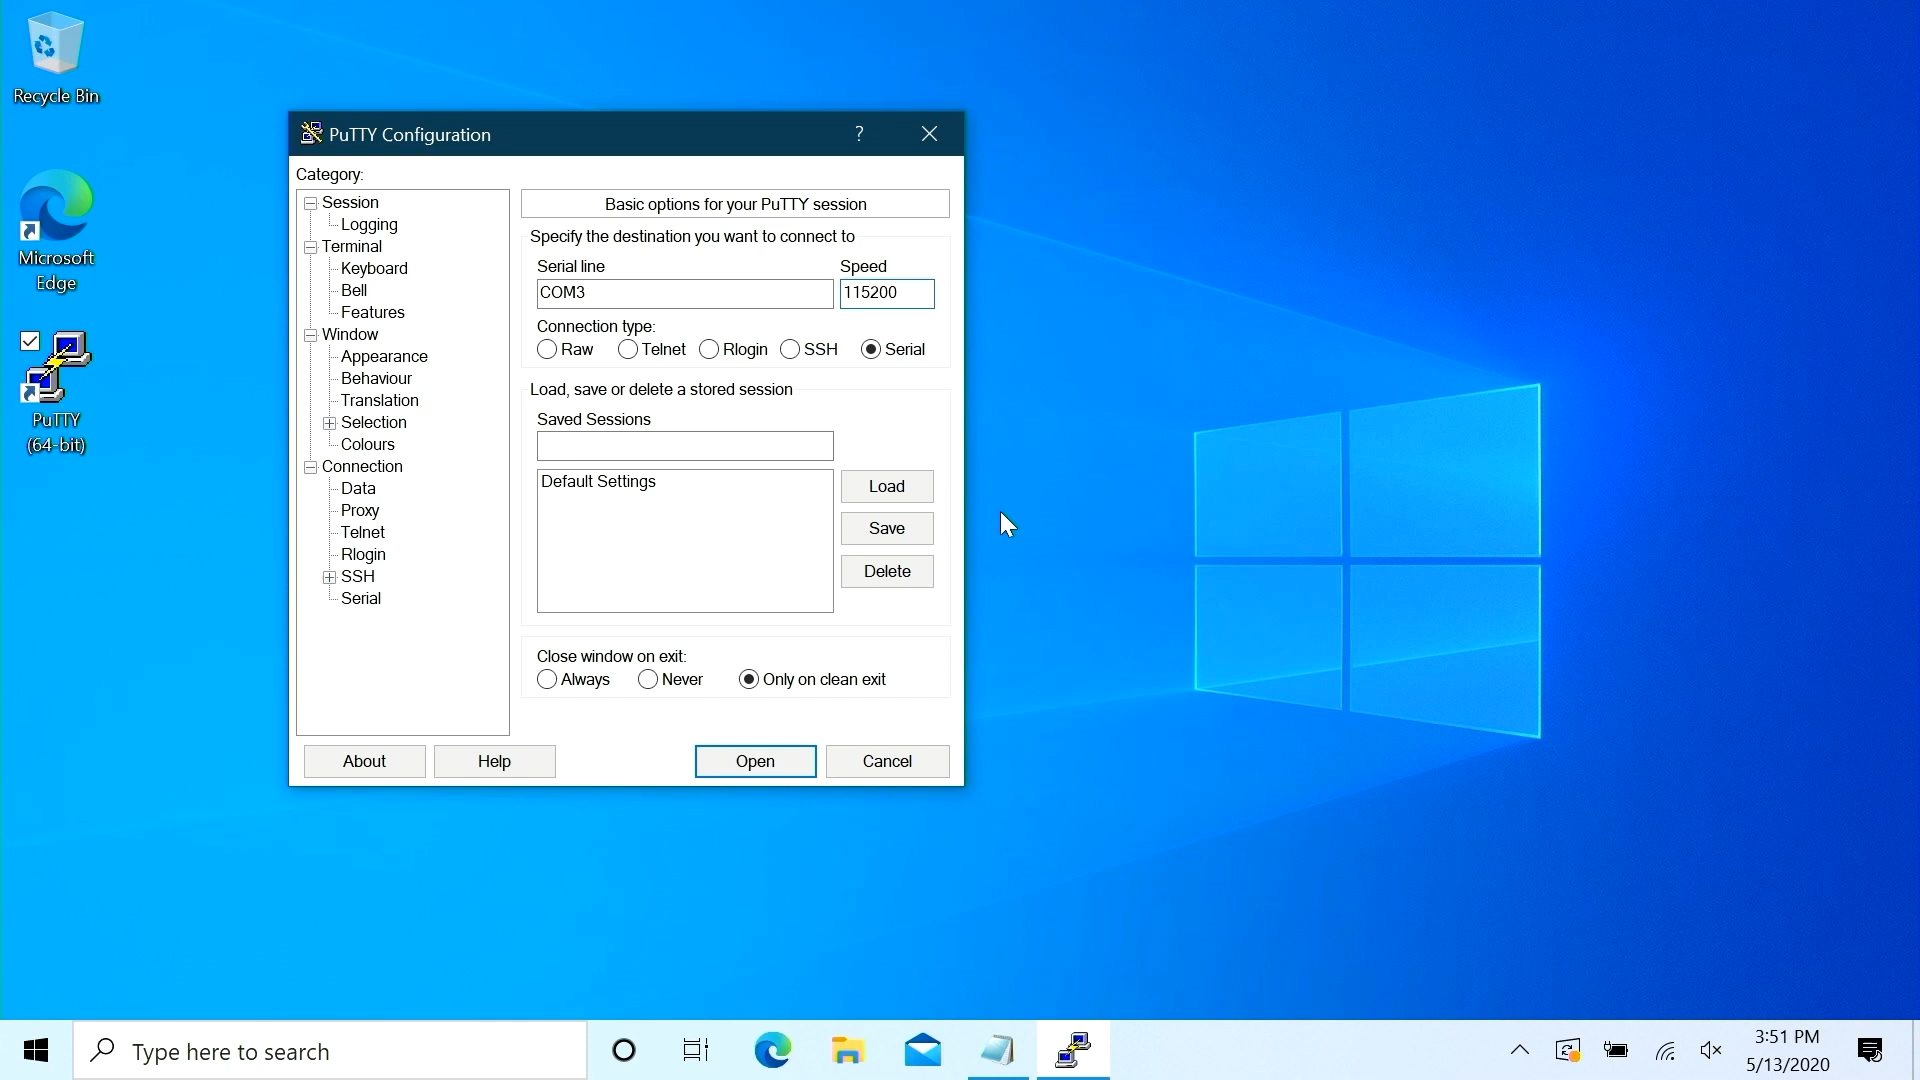 Recycle Bin
Microsoft
Edge
PuTTY
(64-bit)
PuTTY Configuration
?
Category:
Session
Logging
Terminal
Keyboard
Bell
Features
Window
Appearance
Behaviour
Translation
Selection
Colours
Connection
Data
Proxy
Telnet
Rlogin
SSH
Serial
Basic options for your PuTTY session
Specify the destination you want to connect to
Serial line Speed
COM3 115200
Connection type:
Raw Telnet Rlogin SSH Serial
Load, save or delete a stored session
Saved Sessions
Default Settings
Load
Save
Delete
Close window on exit:
Always Never Only on clean exit
About Help Open Cancel
Type here to search
3:51 PM
5/13/2020